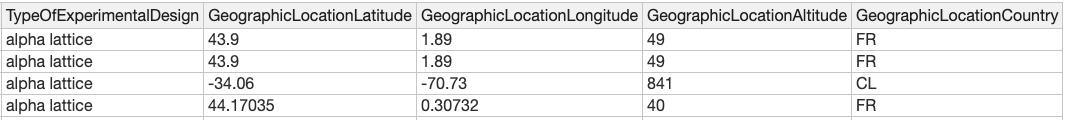 TypeOfExperimentalDesign GeographicLocationLatitude GeographicLocationLongitude GeographicLocationAltitude GeographicLocationCountry
alpha lattice 43.9 1.89 49 FR
alpha lattice 43.9 1.89 49 FR
alpha lattice -34.06 -70.73 841 CL
alpha lattice 44.17035 0.30732 40 FR